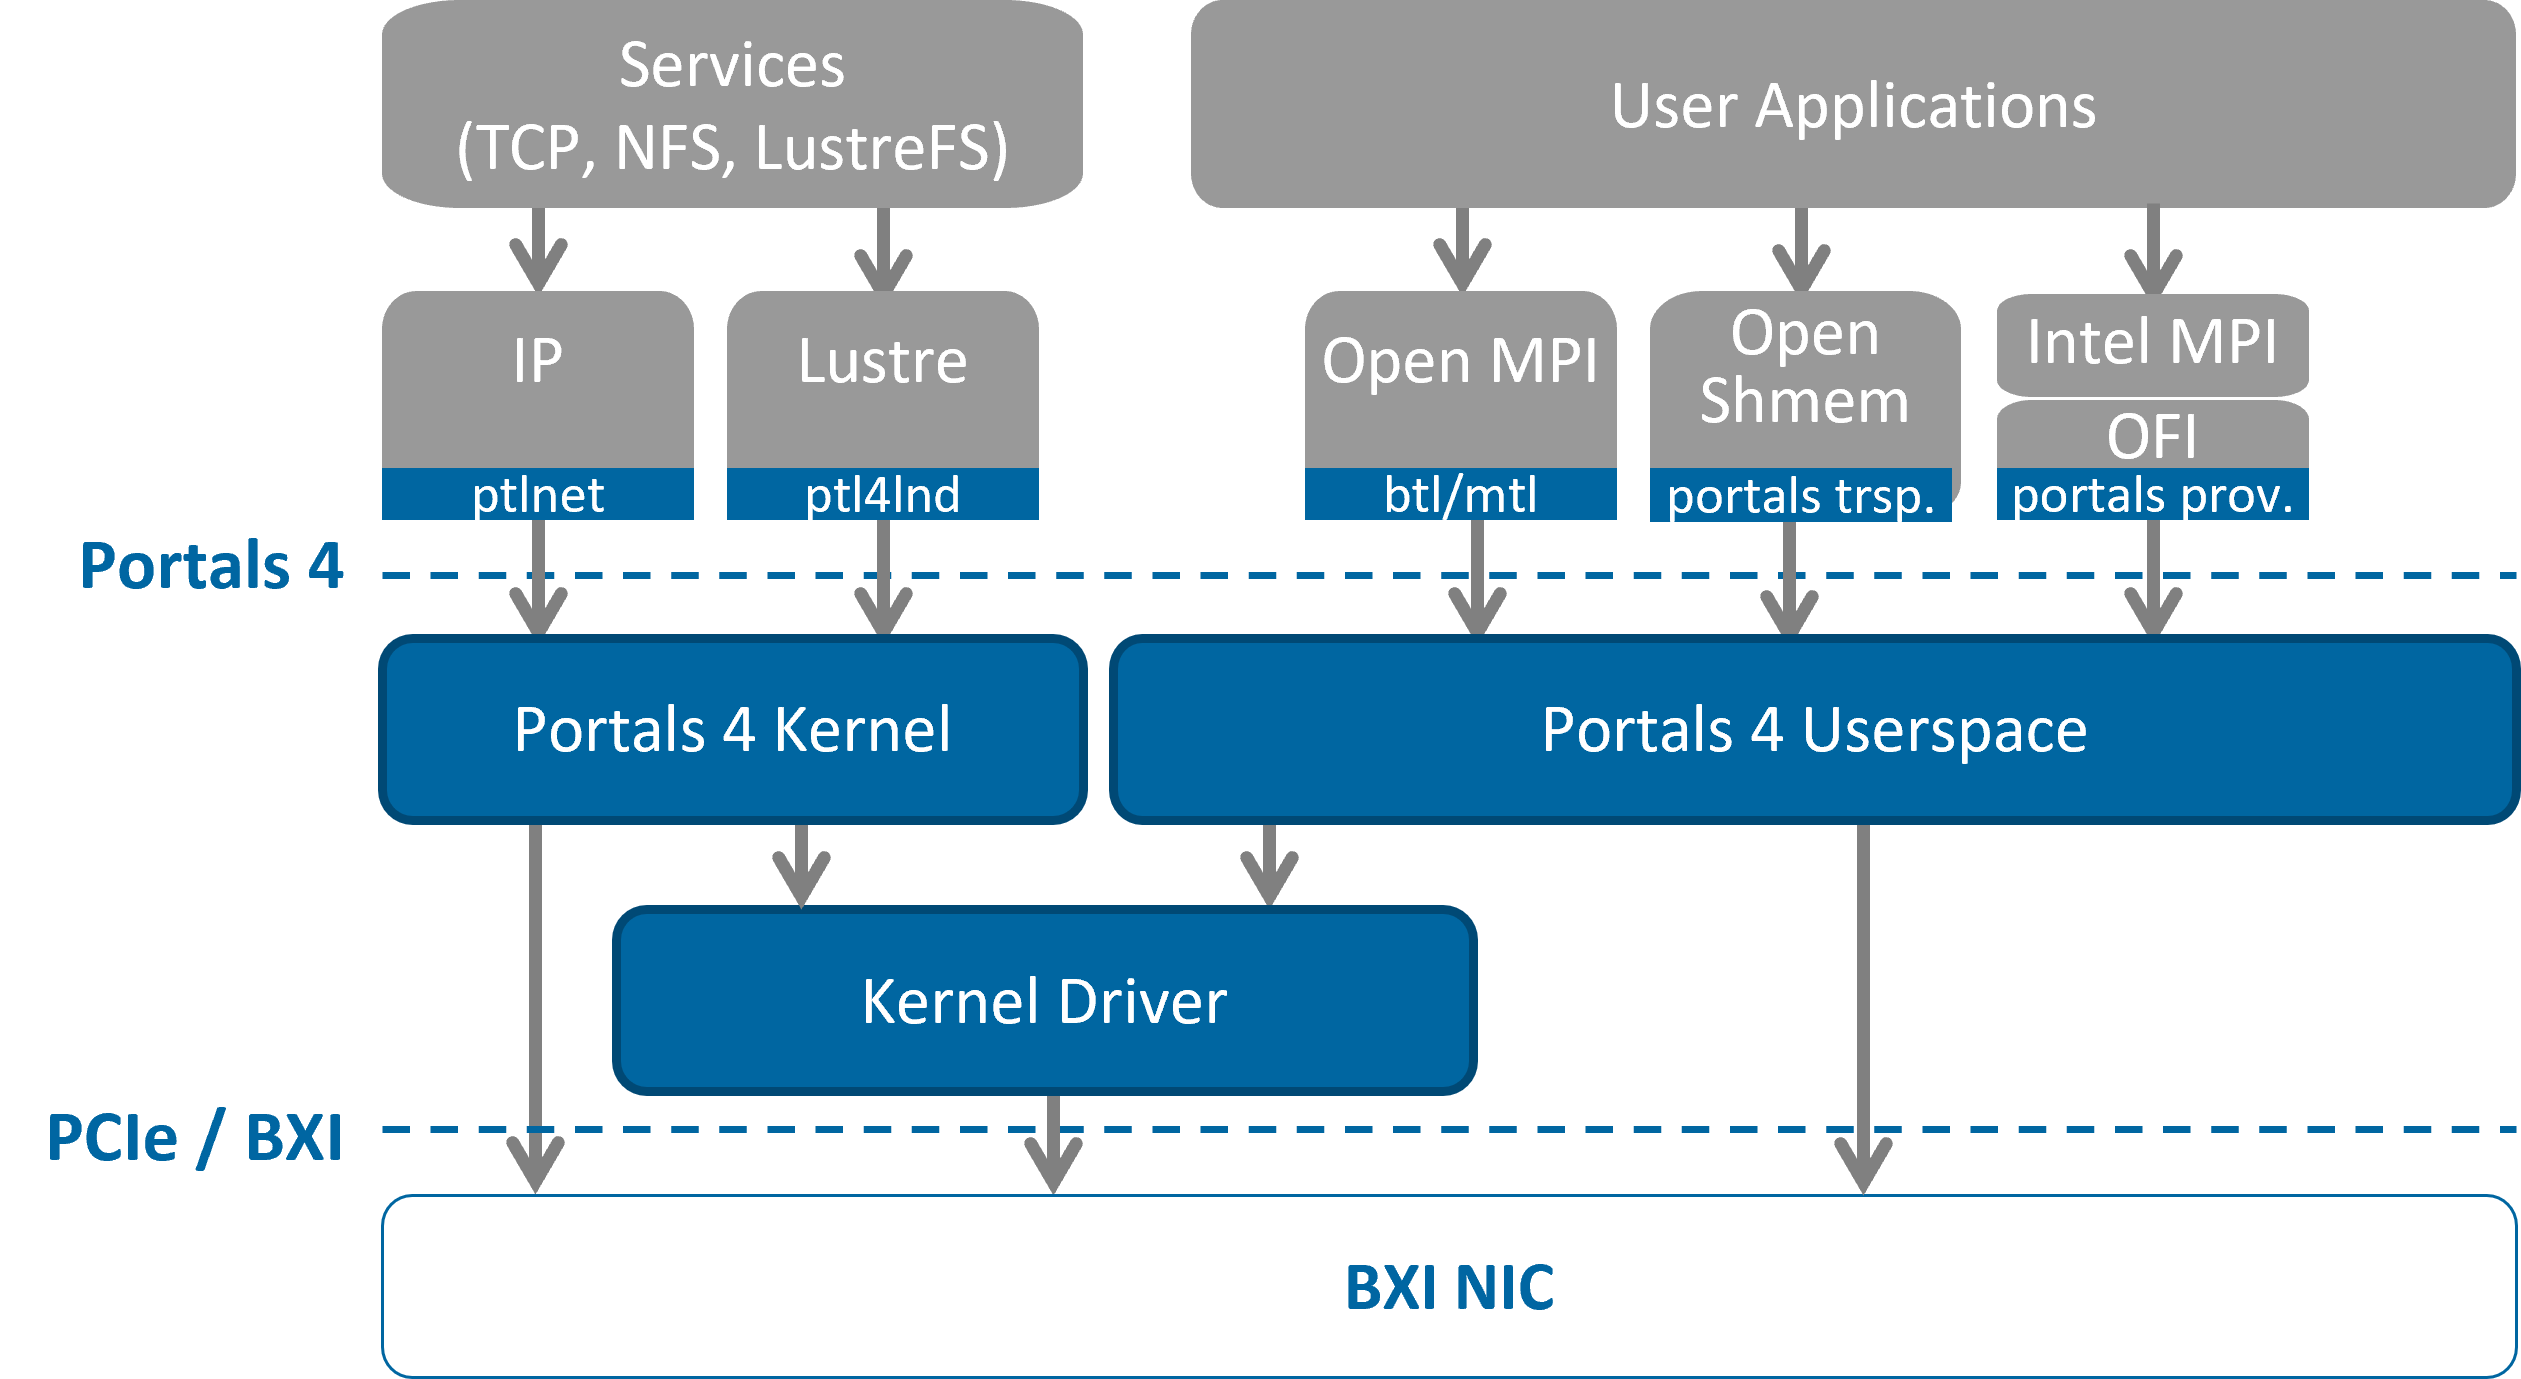 Services
(TCP, NFS, LustreFS)
User Applications
IP
Lustre
Open MPI
Open
Shmem
Intel MPI
OFI
ptlnet
ptl4lnd
btl/mtl
portals trsp.
portals prov.
Portals 4
Portals 4 Kernel
Portals 4 Userspace
Kernel Driver
PCIe / BXI
BXI NIC